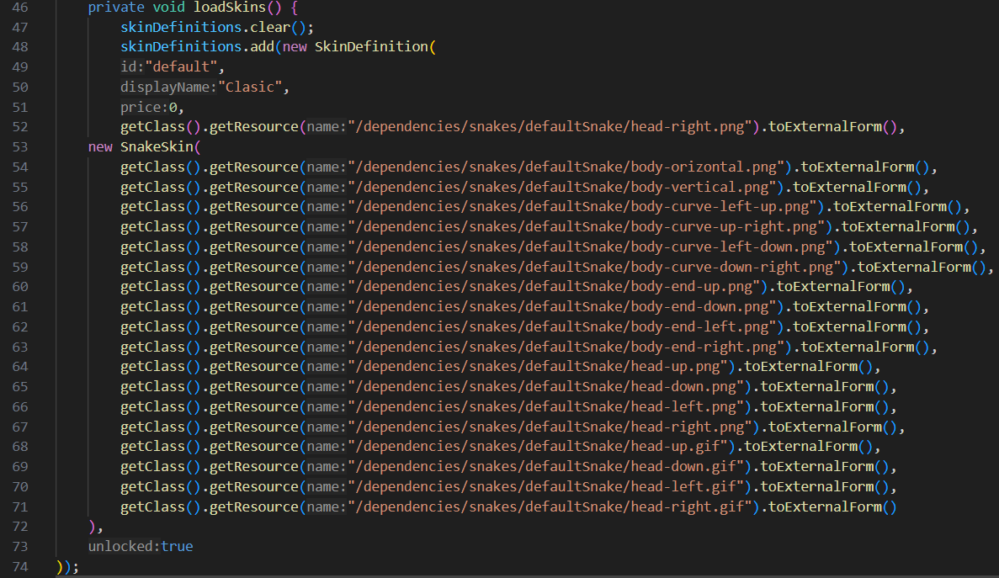 46 private void loadSkins() {
47 skinDefinitions.clear();
48 skinDefinitions.add(new SkinDefinition(
49 id:"default",
50 displayName:"Clasic",
51 price:0,
52 getClass().getResource(name:"/dependencies/snakes/defaultSnake/head-right.png").toExternalForm(),
53 new SnakeSkin(
54 getClass().getResource(name:"/dependencies/snakes/defaultSnake/body-orizontal.png").toExternalForm(),
55 getClass().getResource(name:"/dependencies/snakes/defaultSnake/body-vertical.png").toExternalForm(),
56 getClass().getResource(name:"/dependencies/snakes/defaultSnake/body-curve-left-up.png").toExternalForm(),
57 getClass().getResource(name:"/dependencies/snakes/defaultSnake/body-curve-up-right.png").toExternalForm(),
58 getClass().getResource(name:"/dependencies/snakes/defaultSnake/body-curve-left-down.png").toExternalForm(),
59 getClass().getResource(name:"/dependencies/snakes/defaultSnake/body-curve-down-right.png").toExternalForm(),
60 getClass().getResource(name:"/dependencies/snakes/defaultSnake/body-end-up.png").toExternalForm(),
61 getClass().getResource(name:"/dependencies/snakes/defaultSnake/body-end-down.png").toExternalForm(),
62 getClass().getResource(name:"/dependencies/snakes/defaultSnake/body-end-left.png").toExternalForm(),
63 getClass().getResource(name:"/dependencies/snakes/defaultSnake/body-end-right.png").toExternalForm(),
64 getClass().getResource(name:"/dependencies/snakes/defaultSnake/head-up.png").toExternalForm(),
65 getClass().getResource(name:"/dependencies/snakes/defaultSnake/head-down.png").toExternalForm(),
66 getClass().getResource(name:"/dependencies/snakes/defaultSnake/head-left.png").toExternalForm(),
67 getClass().getResource(name:"/dependencies/snakes/defaultSnake/head-right.png").toExternalForm(),
68 getClass().getResource(name:"/dependencies/snakes/defaultSnake/head-up.gif").toExternalForm(),
69 getClass().getResource(name:"/dependencies/snakes/defaultSnake/head-down.gif").toExternalForm(),
70 getClass().getResource(name:"/dependencies/snakes/defaultSnake/head-left.gif").toExternalForm(),
71 getClass().getResource(name:"/dependencies/snakes/defaultSnake/head-right.gif").toExternalForm()
72 ),
73 unlocked:true
74 ));